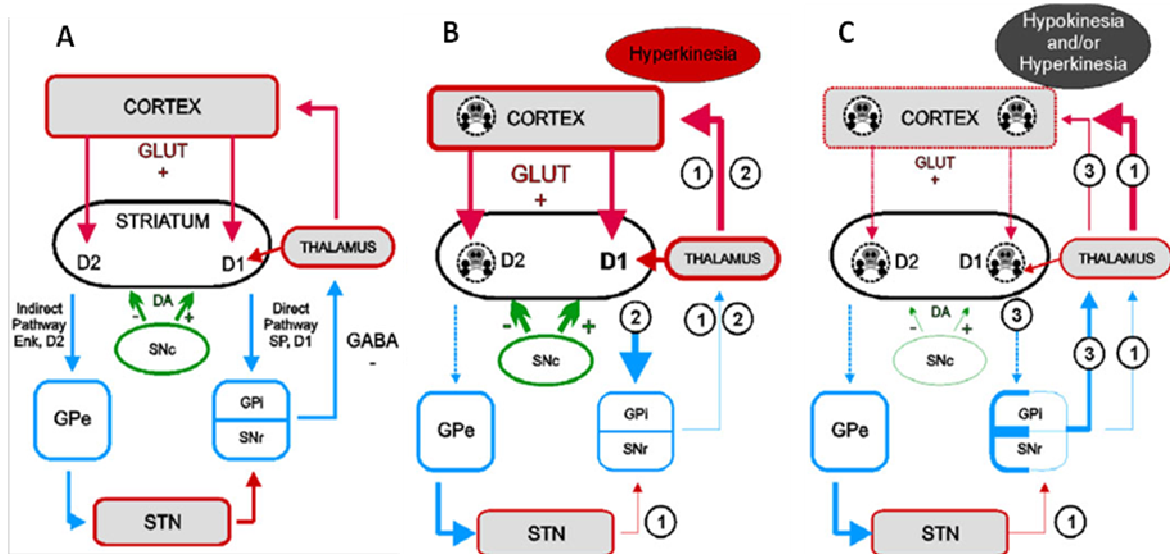 A
CORTEX
GLUT
+
STRIATUM
D2
D1
THALAMUS
Indirect
Pathway
Enk, D2
DA
-
+
SNc
Direct
Pathway
SP, D1
GABA
-
GPe
GPi
SNr
STN
B
Hyperkinesia
CORTEX
GLUT
+
1
2
D2
D1
THALAMUS
-
+
SNc
2
1
2
GPe
GPi
SNr
STN
1
C
Hypokinesia
and/or
Hyperkinesia
CORTEX
GLUT
+
3
1
D2
D1
THALAMUS
DA
-
+
SNc
3
3
1
GPe
GPi
SNr
STN
1